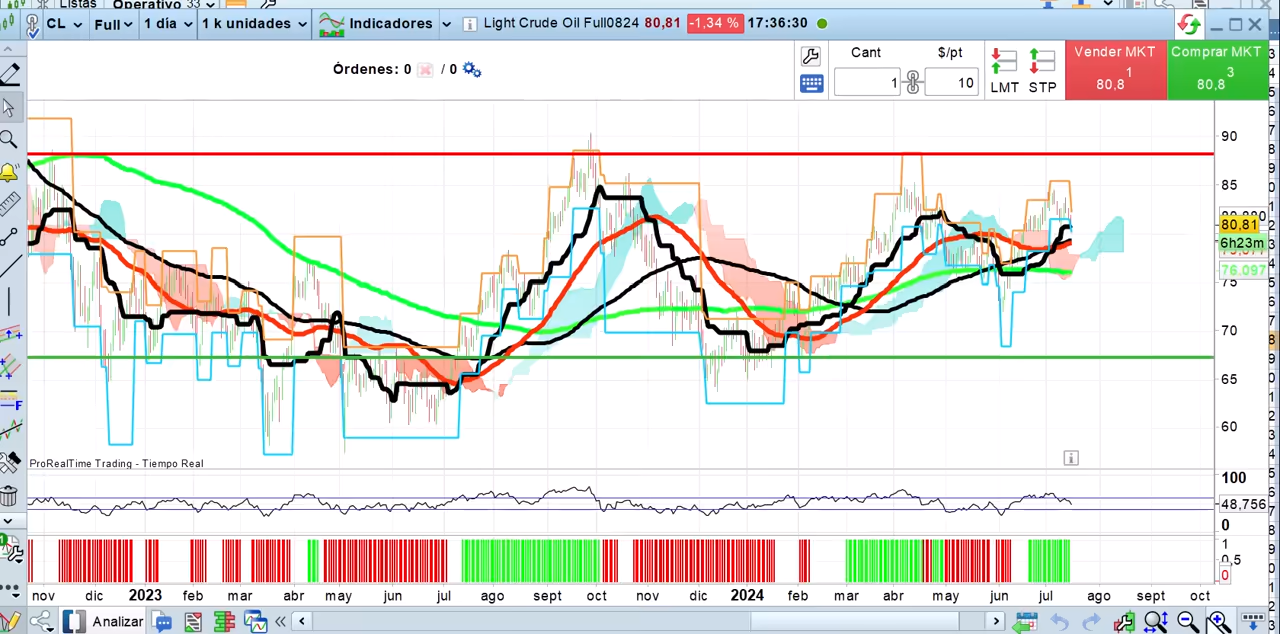 Listas
Operativo 33
CL Full 1 día 1 k unidades Indicadores i Light Crude Oil Full0824 80,81 -1,34 % 17:36:30
Órdenes: 0 / 0
Cant $/pt
1 10
LMT STP
Vender MKT
1
80,8
Comprar MKT
3
80,8
90
85
80,81
6h23m
76.097
75
70
65
60
ProRealTime Trading - Tiempo Real
i
100
48,756
0
1
0,5
0
nov dic 2023 feb mar abr may jun jul ago sept oct nov dic 2024 feb mar abr may jun jul ago sept oct
Analizar